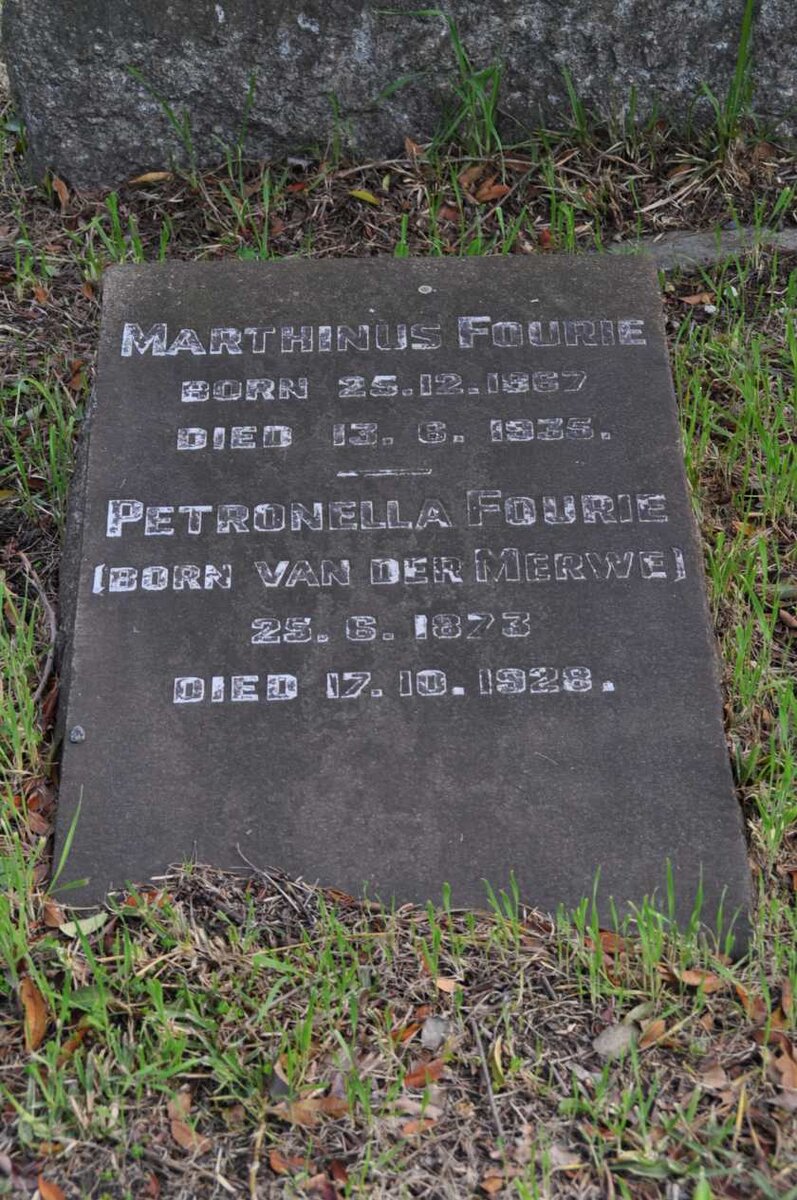 MARTHINUS FOURIE
BORN 25.12.1867
DIED 13. 6. 1935.
PETRONELLA FOURIE
(BORN VAN DER MERWE)
25. 6. 1873
DIED 17. 10. 1928.